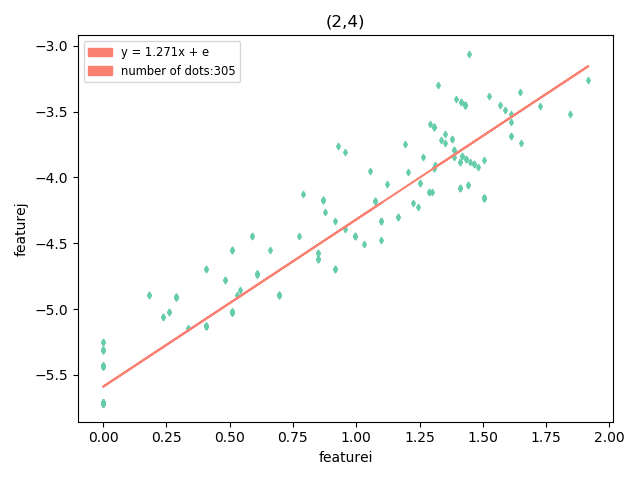 (2,4)
y = 1.271x + e
number of dots:305
−3.0
−3.5
−4.0
−4.5
−5.0
−5.5
featurej
0.00 0.25 0.50 0.75 1.00 1.25 1.50 1.75 2.00
featurei